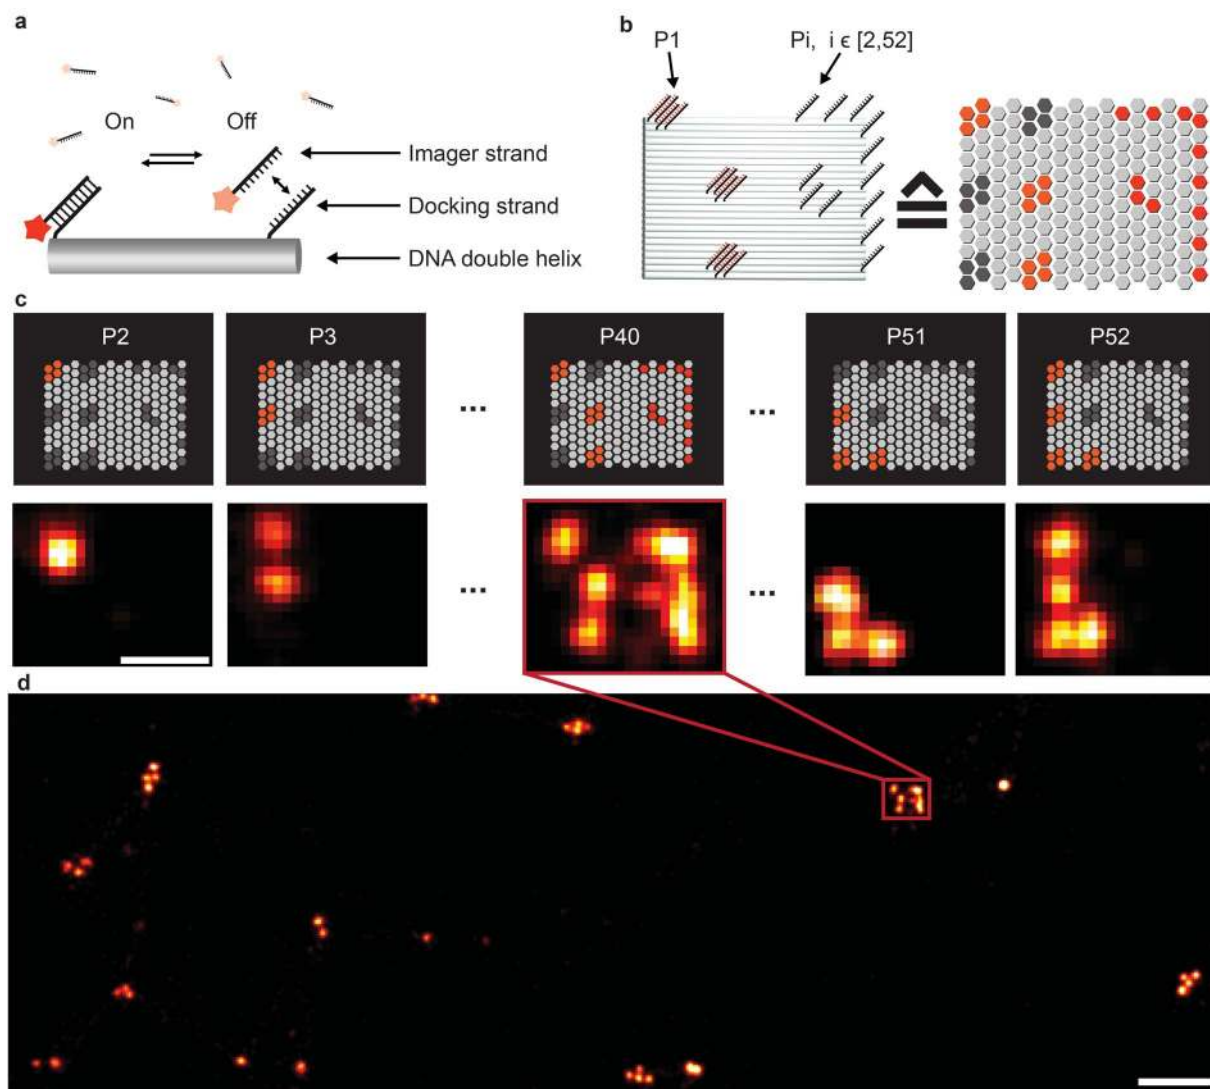 a
b
P1
Pi, i ϵ [2,52]
On
Off
Imager strand
Docking strand
DNA double helix
c
P2
P3
...
P40
...
P51
P52
...
...
d